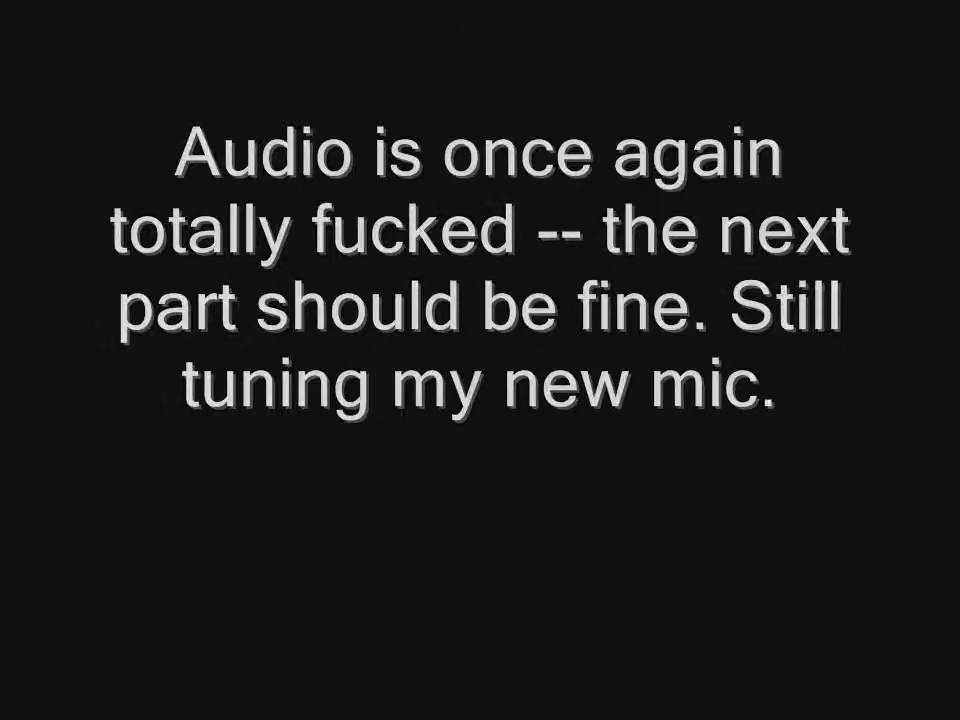 Audio is once again
totally fucked -- the next
part should be fine. Still
tuning my new mic.